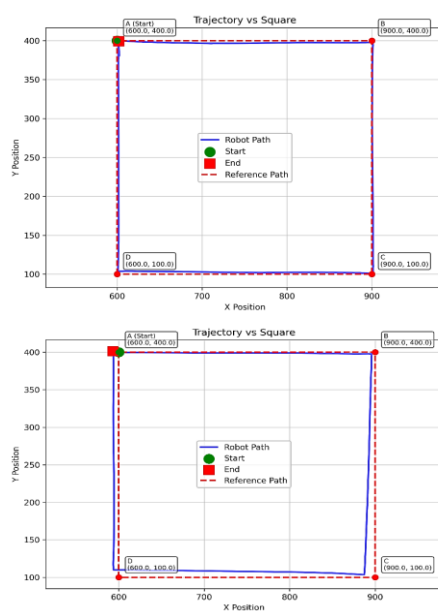 Trajectory vs Square
A (Start)
(600.0, 400.0)
B
(900.0, 400.0)
400
350
300
250
200
150
100
Y Position
Robot Path
Start
End
Reference Path
D
(600.0, 100.0)
C
(900.0, 100.0)
600
700
800
900
X Position
Trajectory vs Square
A (Start)
(600.0, 400.0)
B
(900.0, 400.0)
400
350
300
250
200
150
100
Y Position
Robot Path
Start
End
Reference Path
D
(600.0, 100.0)
C
(900.0, 100.0)
600
700
800
900
X Position